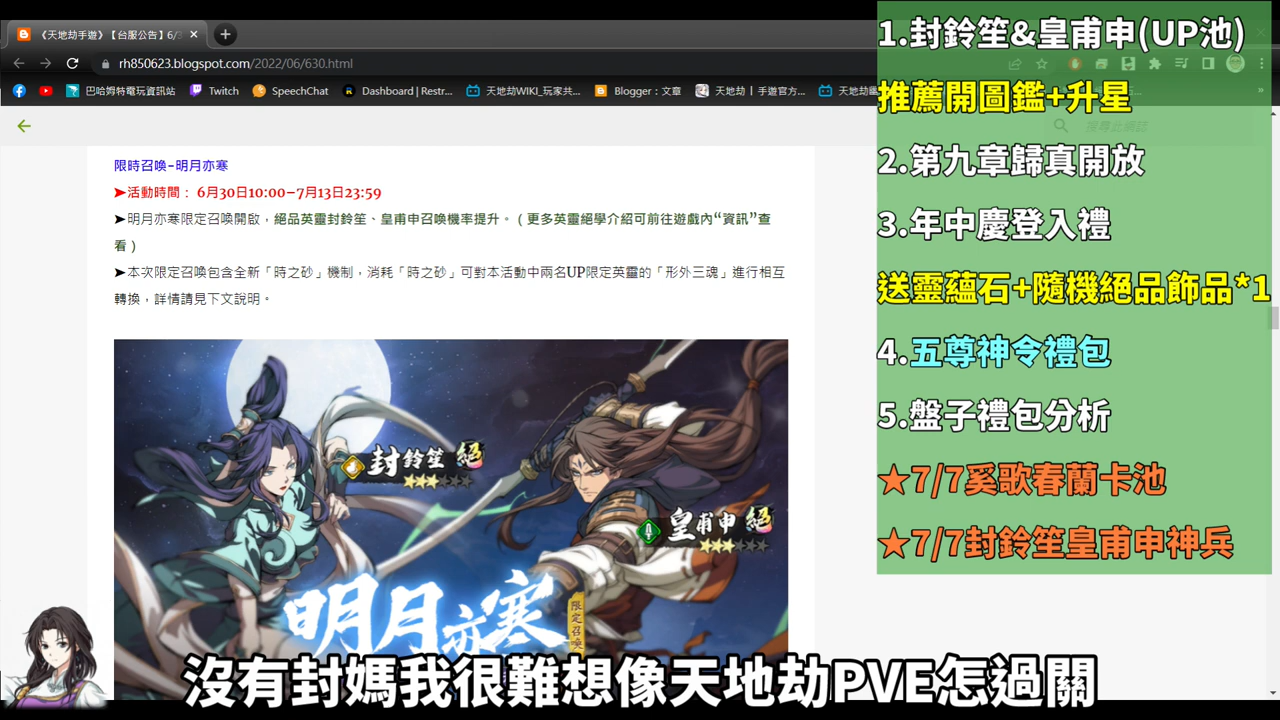 《天地劫手遊》【台服公告】6/3
rh850623.blogspot.com/2022/06/630.html
巴哈姆特電玩資訊站
Twitch
SpeechChat
Dashboard | Restr...
天地劫WIKI_玩家共...
Blogger：文章
天地劫丨手遊官方...
搜尋此網誌
限時召喚-明月亦寒
➤活動時間： 6月30日10:00–7月13日23:59
➤明月亦寒限定召喚開啟，絕品英靈封鈴笙、皇甫申召喚機率提升。（更多英靈絕學介紹可前往遊戲內“資訊”查
看）
➤本次限定召喚包含全新「時之砂」機制，消耗「時之砂」可對本活動中兩名UP限定英靈的「形外三魂」進行相互
轉換，詳情請見下文說明。
封鈴笙 絕
皇甫申 絕
明月亦寒
限定召喚
1.封鈴笙&皇甫申(UP池)
推薦開圖鑑+升星
2.第九章歸真開放
3.年中慶登入禮
送靈蘊石+隨機絕品飾品*1
4.五尊神令禮包
5.盤子禮包分析
★7/7奚歌春蘭卡池
★7/7封鈴笙皇甫申神兵
沒有封媽我很難想像天地劫PVE怎過關